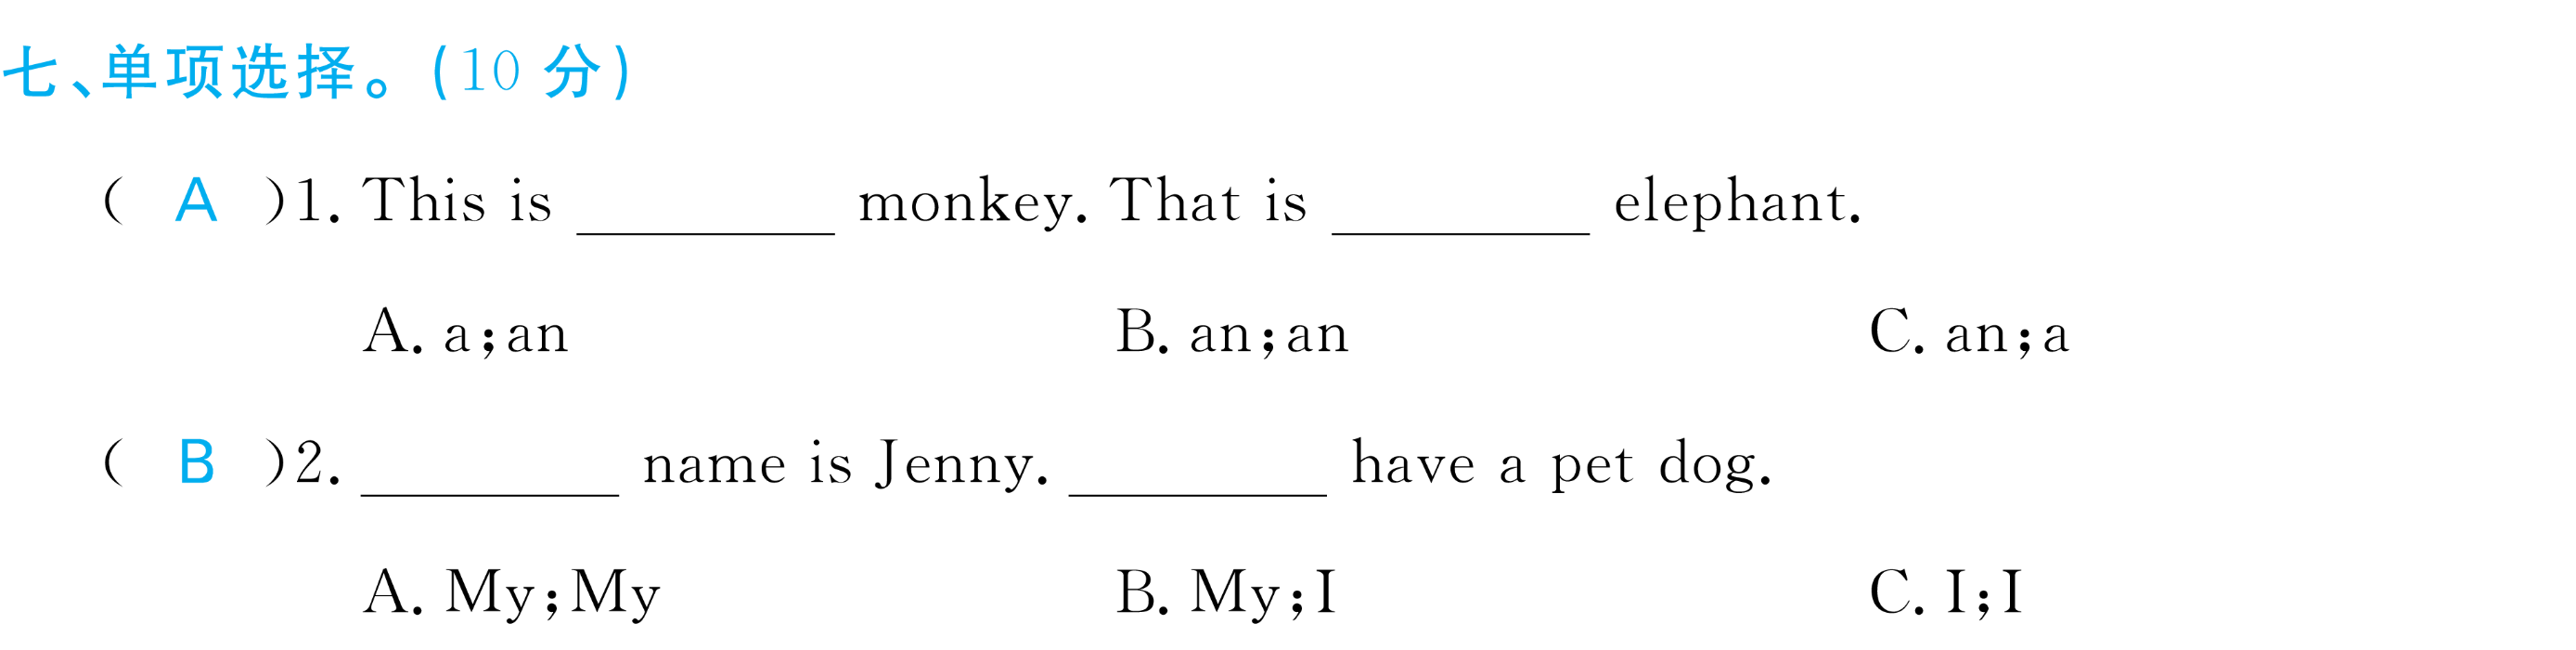 七、单项选择。(10 分)
( A )1. This is ________ monkey. That is ________ elephant.
A. a;an B. an;an C. an;a
( B )2. ________ name is Jenny. ________ have a pet dog.
A. My;My B. My;I C. I;I